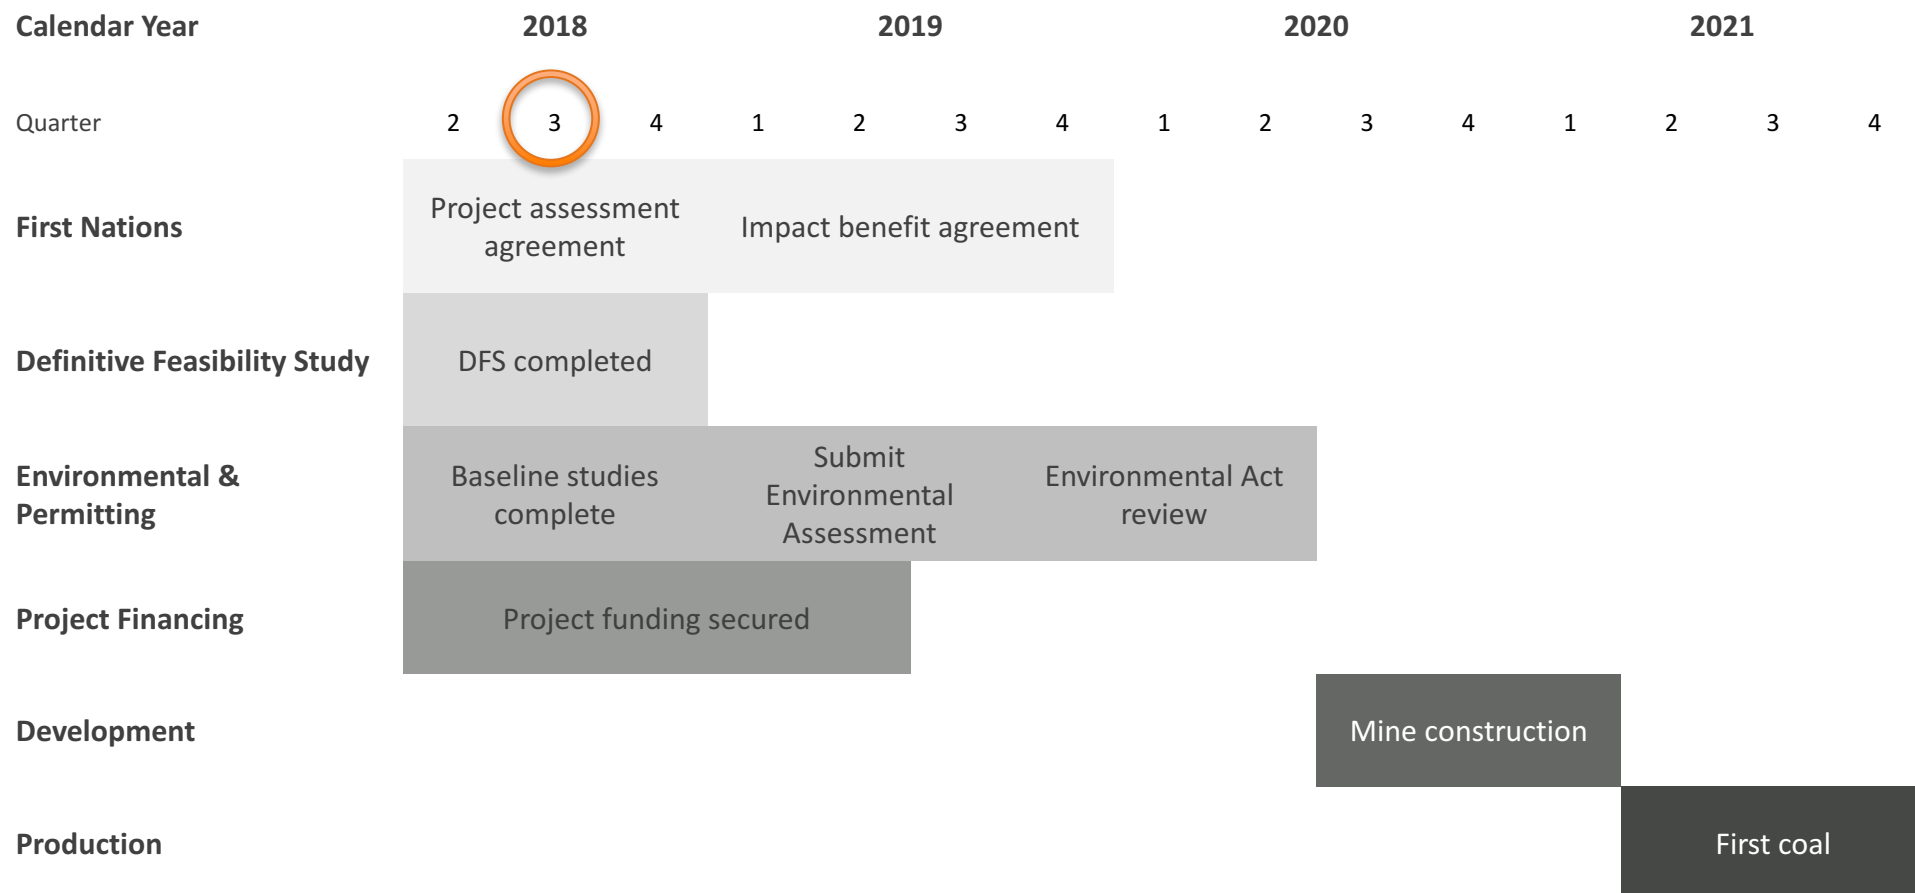 Calendar Year 2018 2019 2020 2021
Quarter 2 3 4 1 2 3 4 1 2 3 4 1 2 3 4
First Nations
Project assessment
agreement
Impact benefit agreement
Definitive Feasibility Study
DFS completed
Environmental &
Permitting
Baseline studies
complete
Submit
Environmental
Assessment
Environmental Act
review
Project Financing
Project funding secured
Development
Mine construction
Production
First coal